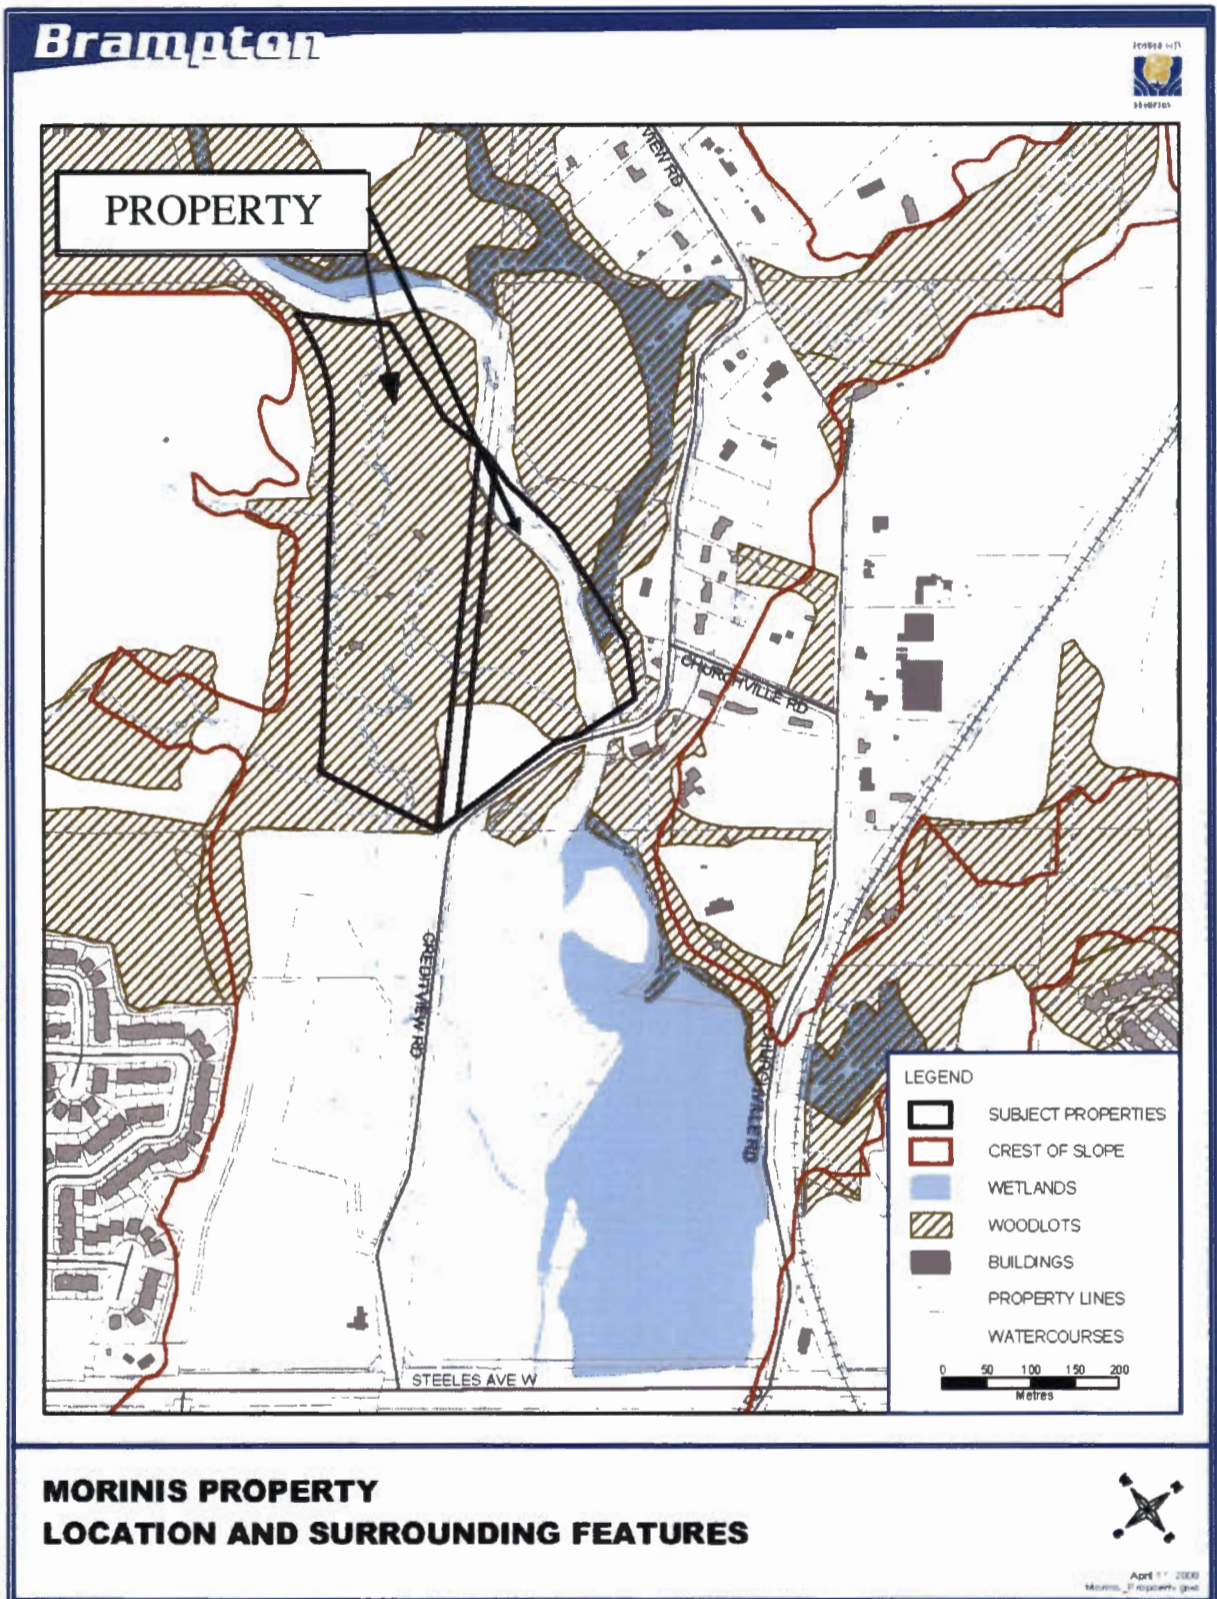 Brampton
PROPERTY
VIEW RD
CHURCHVILLE RD
CREDITVIEW RD
CHURCHVILLE RD
STEELES AVE W
LEGEND
SUBJECT PROPERTIES
CREST OF SLOPE
WETLANDS
WOODLOTS
BUILDINGS
PROPERTY LINES
WATERCOURSES
0 50 100 150 200
Metres
MORINIS PROPERTY
LOCATION AND SURROUNDING FEATURES
April